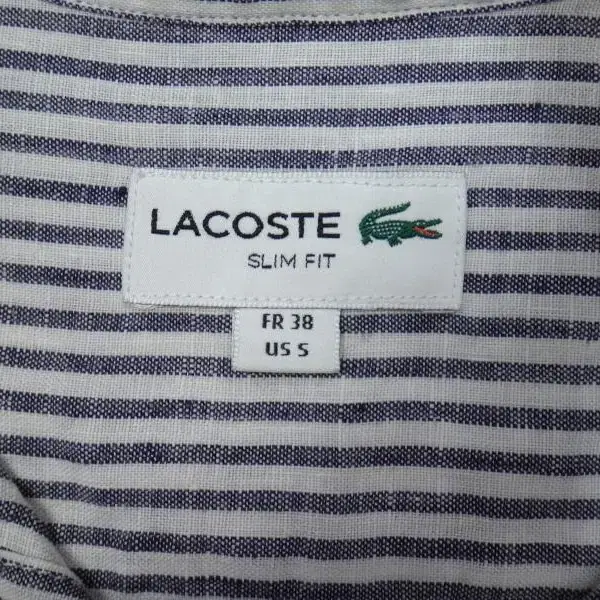 LACOSTE
SLIM FIT
FR 38
US S